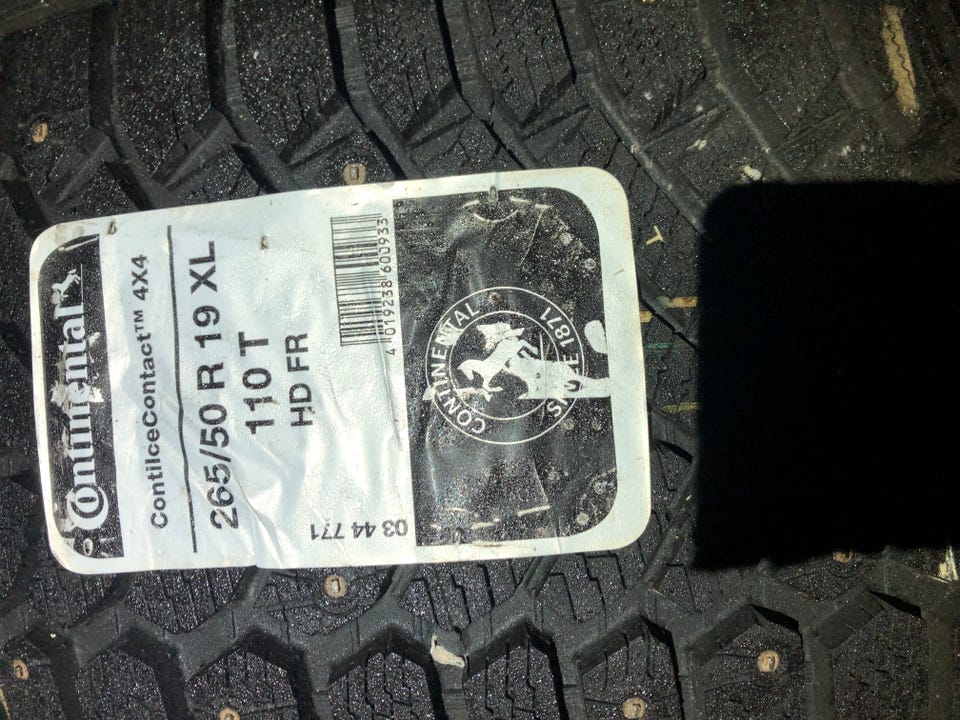 Continental
ContiIceContact™ 4X4
265/50 R 19 XL
110 T
HD FR
4 019238 600933
03 44 771
CONTINENTAL
SINCE 1871